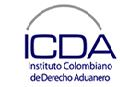 ICDA
Instituto Colombiano
de Derecho Aduanero